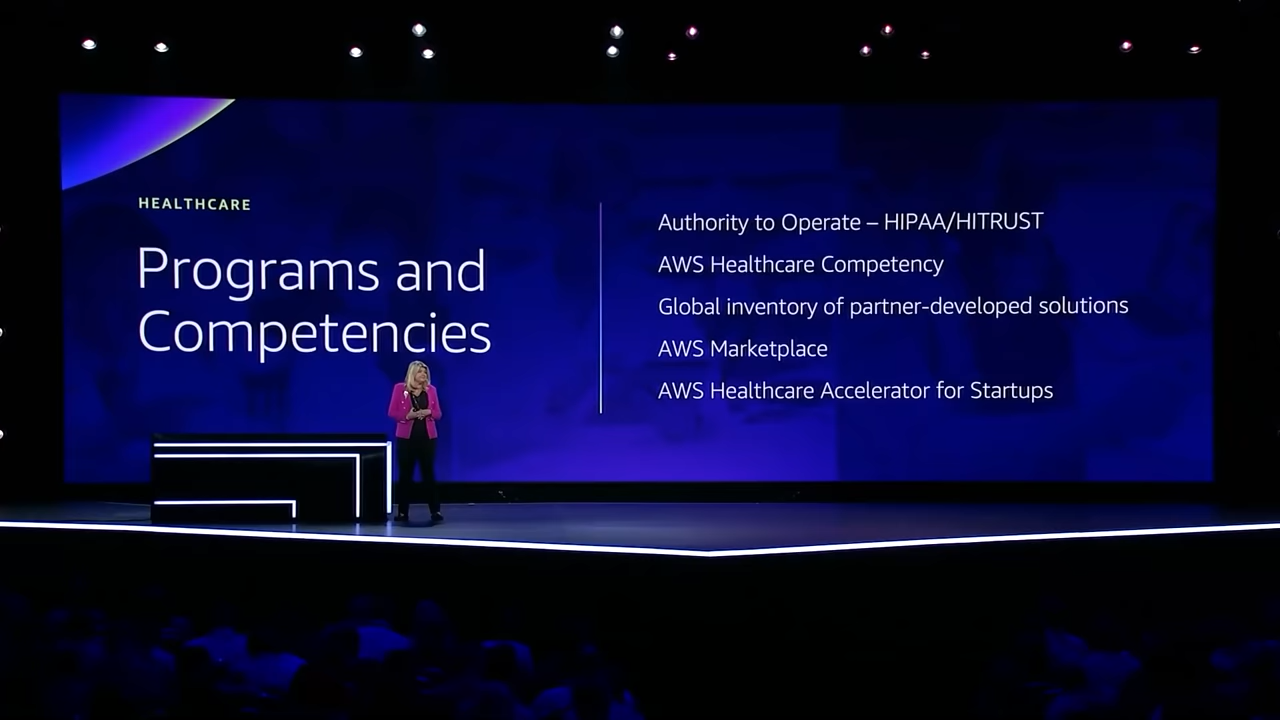 HEALTHCARE
Programs and
Competencies
Authority to Operate – HIPAA/HITRUST
AWS Healthcare Competency
Global inventory of partner-developed solutions
AWS Marketplace
AWS Healthcare Accelerator for Startups